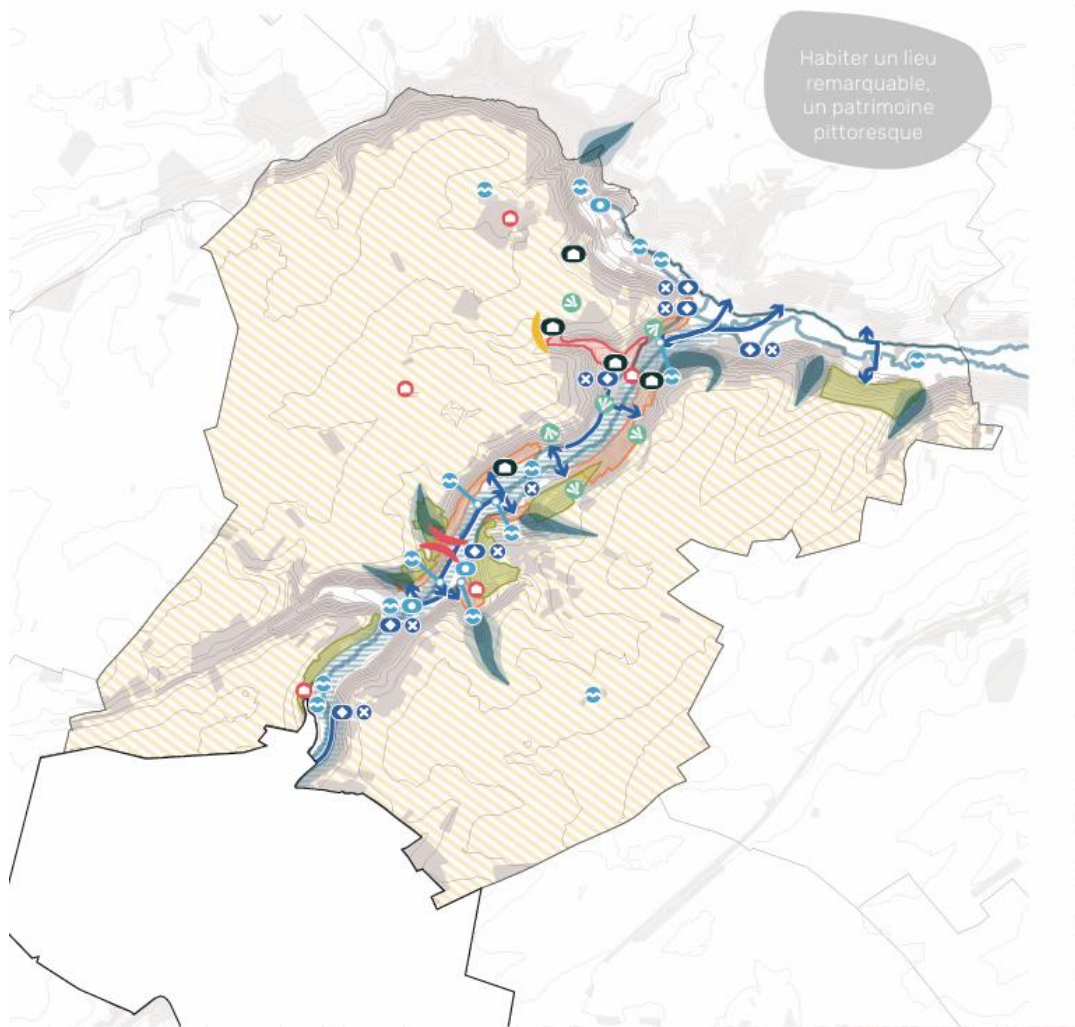 Habiter un lieu
remarquable,
un patrimoine
pittoresque